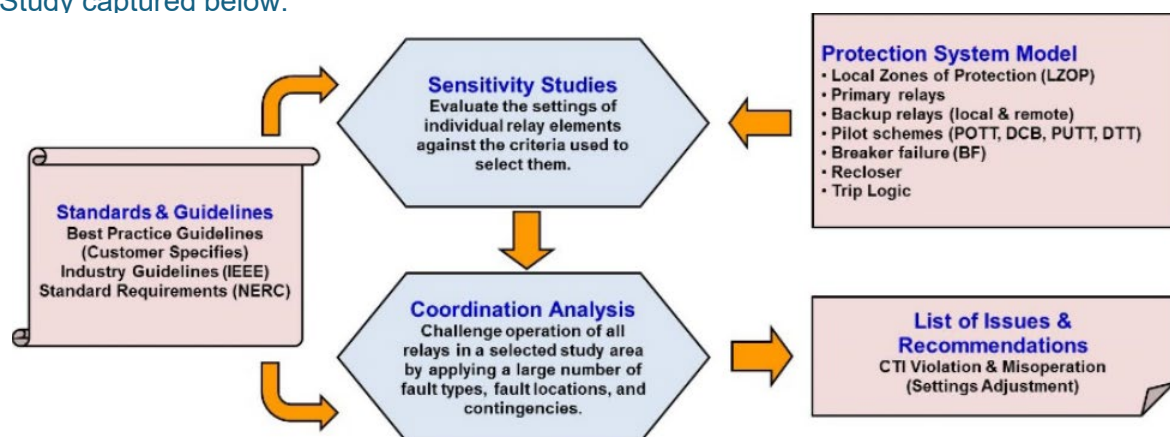 Study captured below.
Sensitivity Studies
Evaluate the settings of
individual relay elements
against the criteria used to
select them.
Protection System Model
• Local Zones of Protection (LZOP)
• Primary relays
• Backup relays (local & remote)
• Pilot schemes (POTT, DCB, PUTT, DTT)
• Breaker failure (BF)
• Recloser
• Trip Logic
Standards & Guidelines
Best Practice Guidelines
(Customer Specifies)
Industry Guidelines (IEEE)
Standard Requirements (NERC)
Coordination Analysis
Challenge operation of all
relays in a selected study area
by applying a large number of
fault types, fault locations, and
contingencies.
List of Issues &
Recommendations
CTI Violation & Misoperation
(Settings Adjustment)